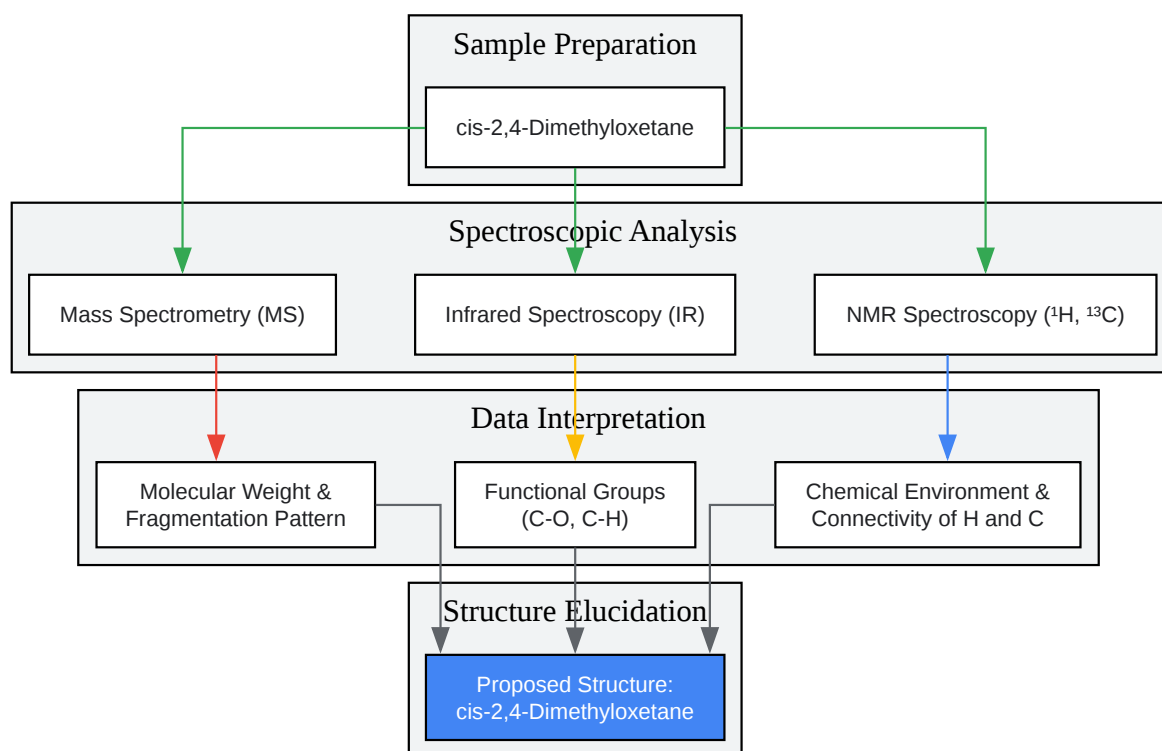 Sample Preparation
cis-2,4-Dimethyloxetane
Spectroscopic Analysis
Mass Spectrometry (MS)
Infrared Spectroscopy (IR)
NMR Spectroscopy (¹H, ¹³C)
Data Interpretation
Molecular Weight &
Fragmentation Pattern
Functional Groups
(C-O, C-H)
Chemical Environment &
Connectivity of H and C
Structure Elucidation
Proposed Structure:
cis-2,4-Dimethyloxetane